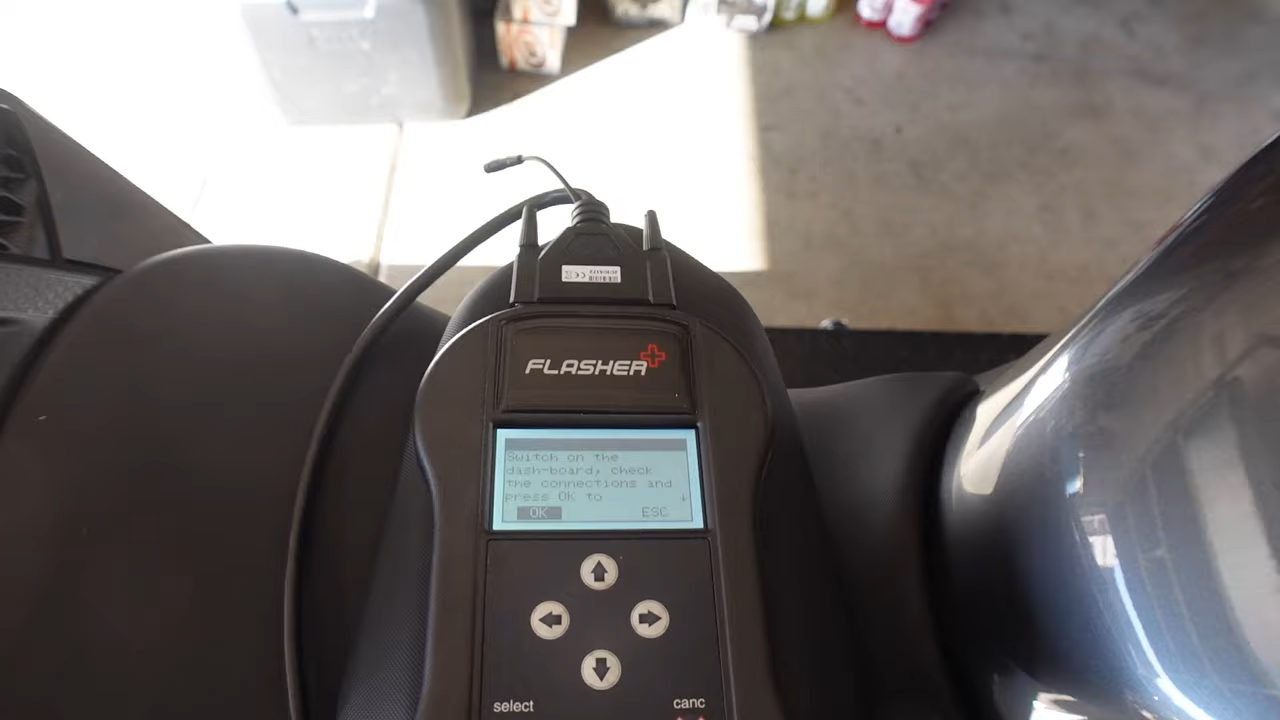 FLASHER
Switch on the
dash-board, check
the connections and
press OK to
OK ESC
select canc